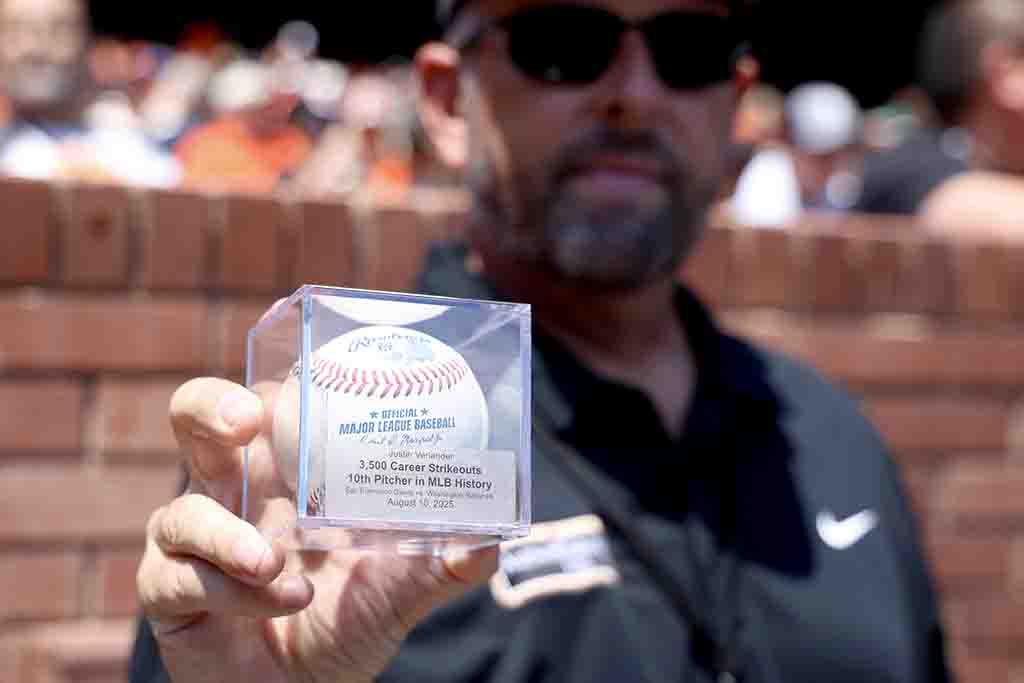 Rawlings
OFFICIAL
MAJOR LEAGUE BASEBALL
Justin Verlander
3,500 Career Strikeouts
10th Pitcher in MLB History
San Francisco Giants vs. Washington Nationals
August 10, 2025